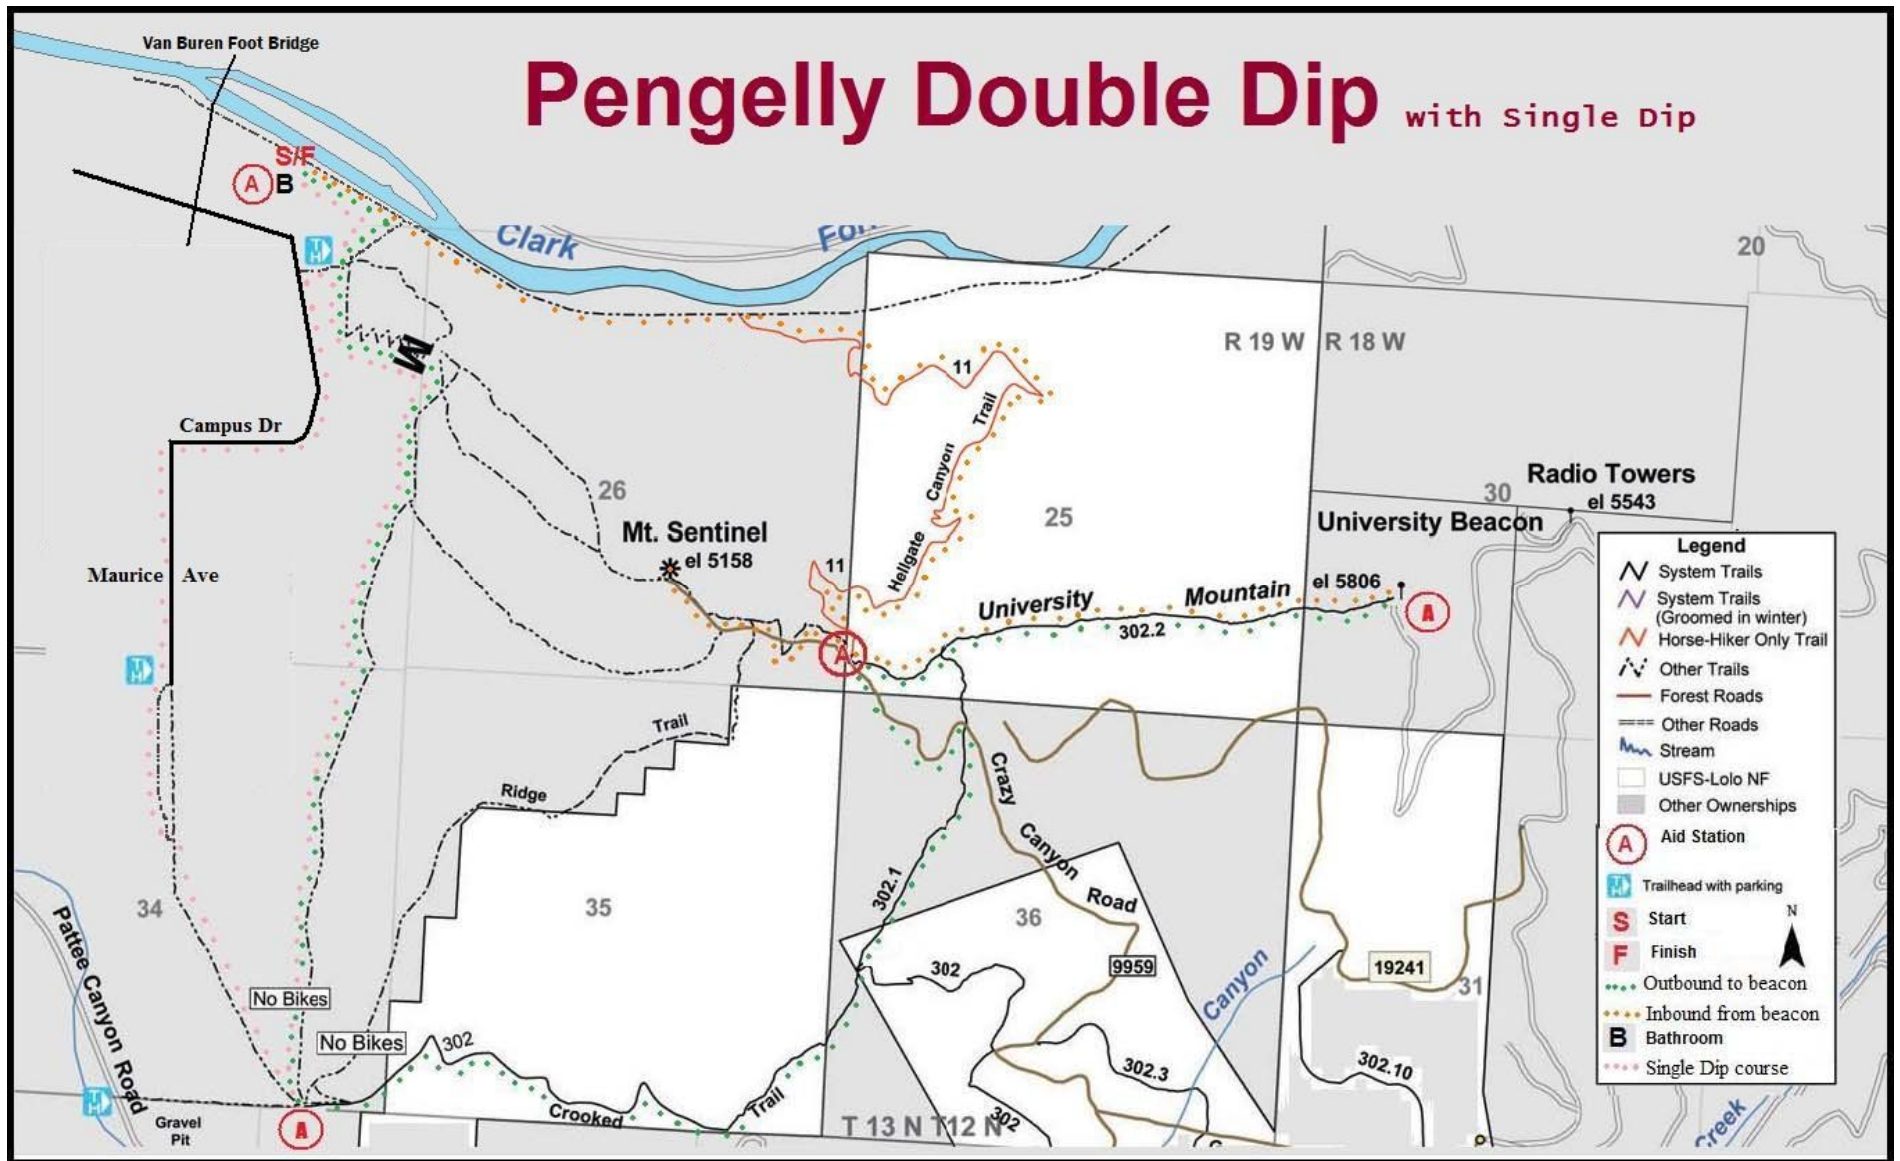 Van Buren Foot Bridge
Pengelly Double Dip with Single Dip
S/F
A B
TH
Clark
20
R 19 W R 18 W
11
M
Trail
Campus Dr
Canyon
Radio Towers
30
el 5543
26
25
University Beacon
Mt. Sentinel
el 5158
Maurice Ave
11
Hellgate
el 5806
University Mountain
302.2
A
A
TH
Trail
Ridge
Crazy
Canyon
Road
302.1
34
35
36
Pattee Canyon Road
302
9959
19241
Canyon
31
No Bikes
No Bikes
302
302.3
302.10
TH
Gravel
Pit
A
Crooked
Trail
T 13 N T12 N
302
Creek
Legend
System Trails
System Trails
(Groomed in winter)
Horse-Hiker Only Trail
Other Trails
Forest Roads
Other Roads
Stream
USFS-Lolo NF
Other Ownerships
A Aid Station
TH Trailhead with parking
N
S Start
F Finish
Outbound to beacon
Inbound from beacon
B Bathroom
Single Dip course